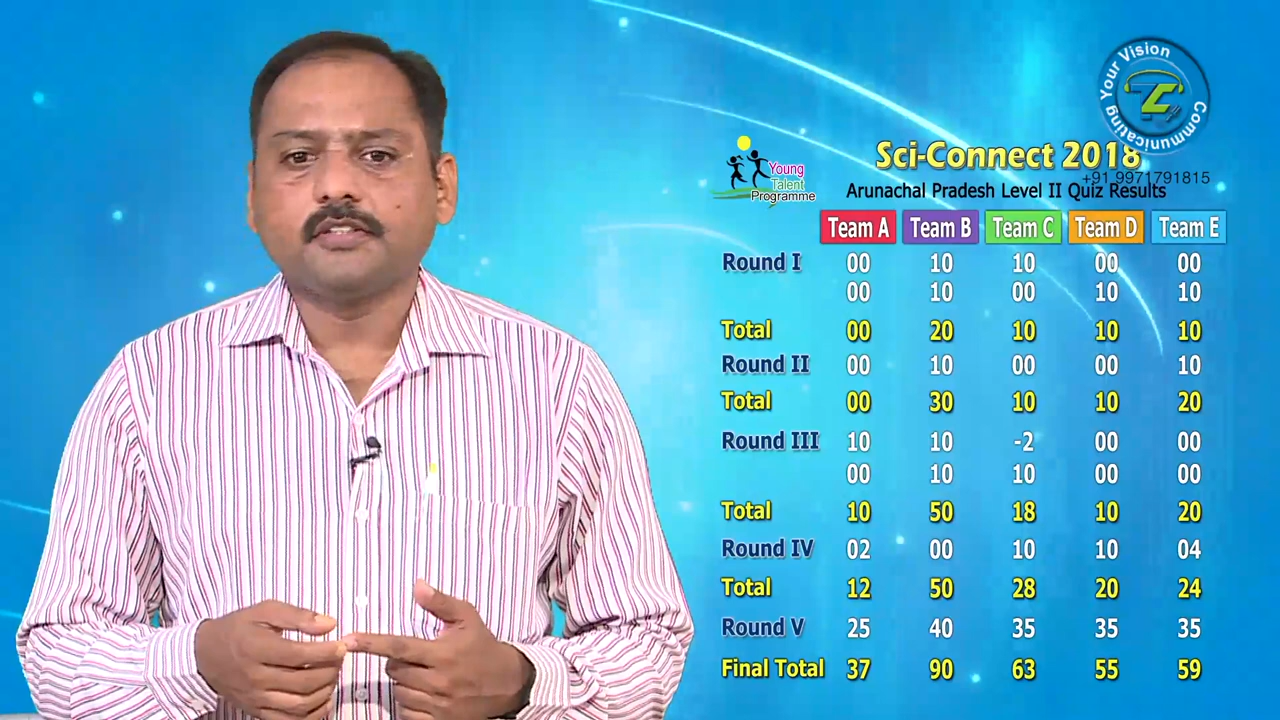 Communicating Your Vision
Sci-Connect 2018
+91 9971791815
Young
Talent
Programme
Arunachal Pradesh Level II Quiz Results
Team A Team B Team C Team D Team E
Round I 00 10 10 00 00
00 10 00 10 10
Total 00 20 10 10 10
Round II 00 10 00 00 10
Total 00 30 10 10 20
Round III 10 10 -2 00 00
00 10 10 00 00
Total 10 50 18 10 20
Round IV 02 00 10 10 04
Total 12 50 28 20 24
Round V 25 40 35 35 35
Final Total 37 90 63 55 59